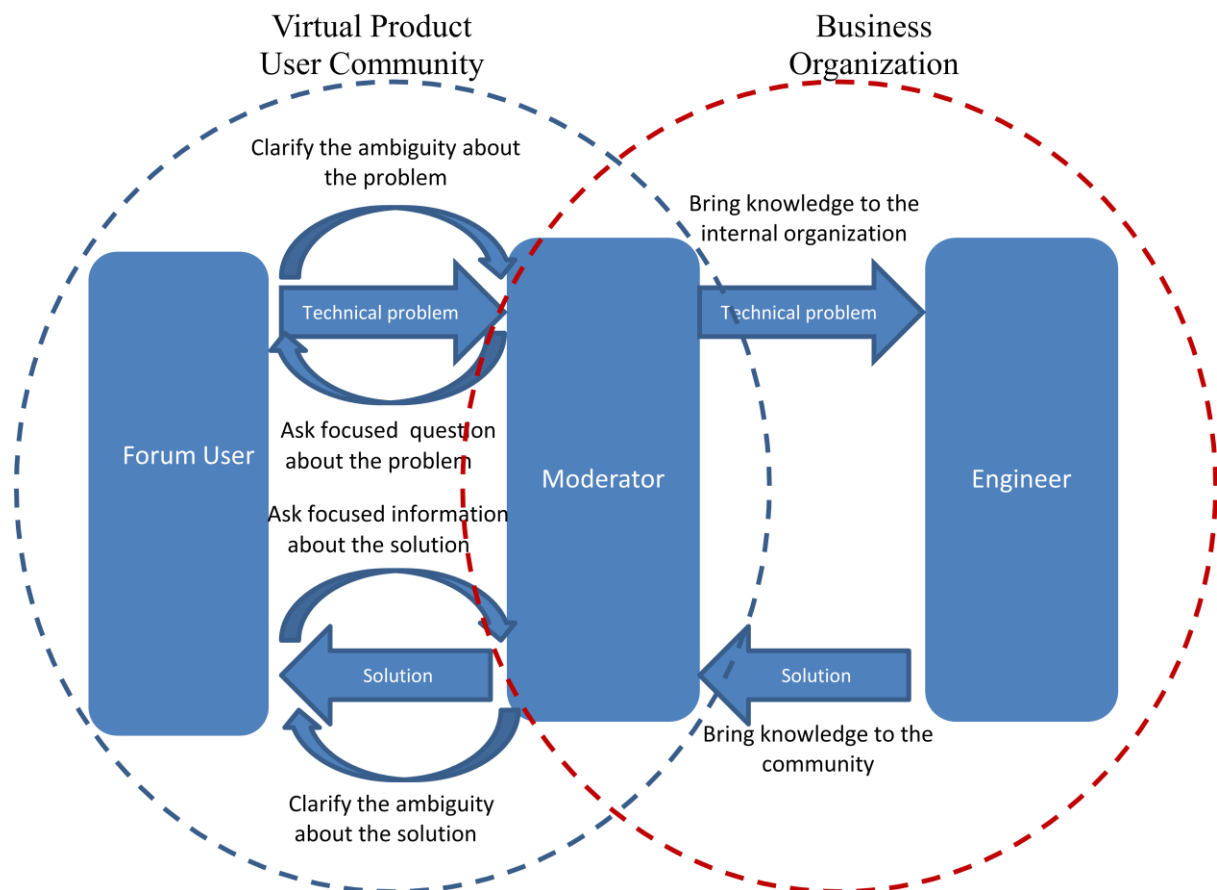 Virtual Product
User Community
Business
Organization
Clarify the ambiguity about
the problem
Bring knowledge to the
internal organization
Technical problem
Technical problem
Ask focused  question
about the problem
Forum User
Moderator
Engineer
Ask focused information
about the solution
Solution
Solution
Bring knowledge to the
community
Clarify the ambiguity
about the solution